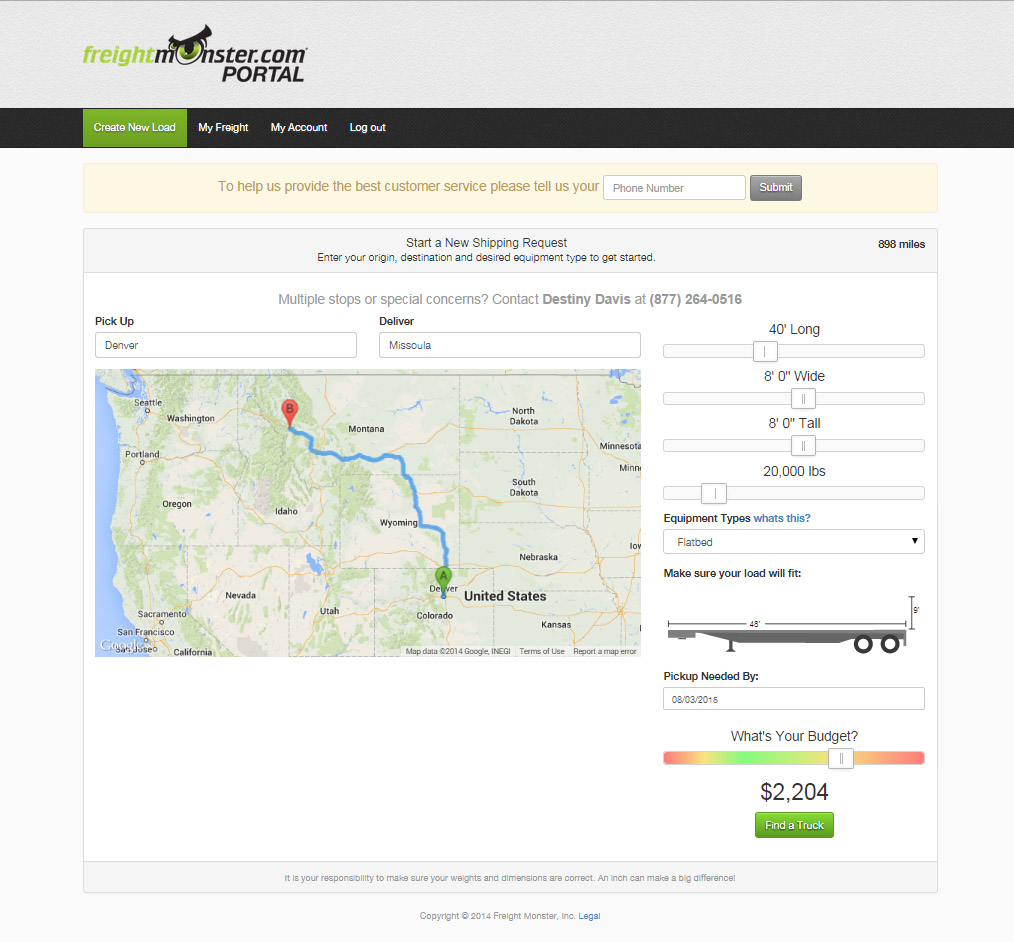 freightmonster.com
PORTAL
Create New Load My Freight My Account Log out
To help us provide the best customer service please tell us your Phone Number Submit
Start a New Shipping Request
898 miles
Enter your origin, destination and desired equipment type to get started.
Multiple stops or special concerns? Contact Destiny Davis at (877) 264-0516
Pick Up
Denver
Deliver
Missoula
Seattle
Washington
B
Montana
North
Dakota
Minnesota
Portland
South
Dakota
Oregon
Idaho
Wyoming
Nebraska
A
Denver
United States
Nevada
Utah
Colorado
Kansas
Sacramento
San Francisco
San Jose
California
Google
Map data ©2014 Google, INEGI Terms of Use Report a map error
40' Long
8' 0" Wide
8' 0" Tall
20,000 lbs
Equipment Types whats this?
Flatbed
Make sure your load will fit:
48'
9'
Pickup Needed By:
08/03/2015
What's Your Budget?
$2,204
Find a Truck
It is your responsibility to make sure your weights and dimensions are correct. An inch can make a big difference!
Copyright © 2014 Freight Monster, Inc. Legal